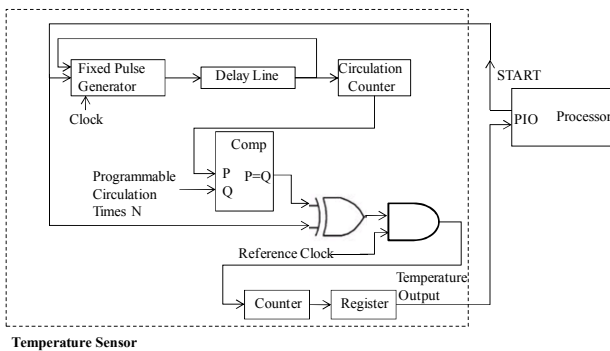 Fixed Pulse
Generator
Delay Line
Circulation
Counter
START
Clock
PIO
Processor
Comp
P
P=Q
Q
Programmable
Circulation
Times N
Reference Clock
Temperature
Output
Counter
Register
Temperature Sensor